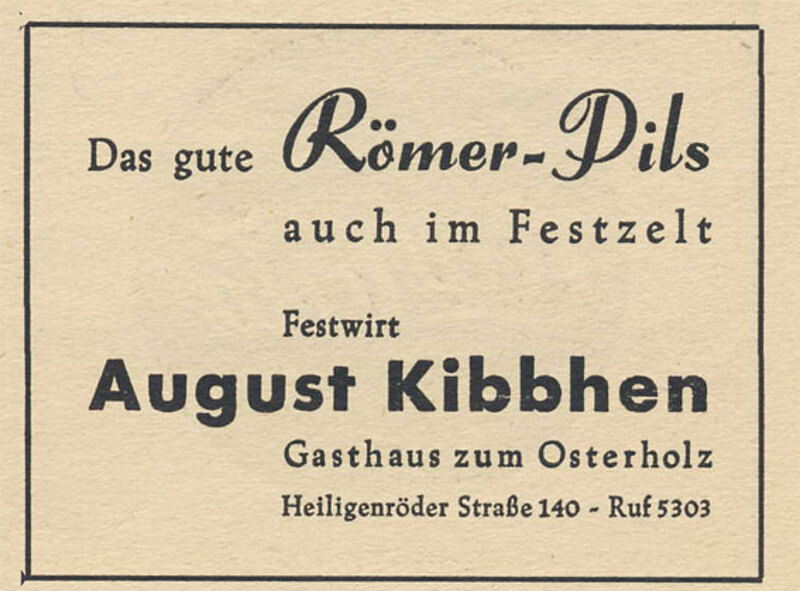 Das gute Römer-Pils
auch im Festzelt
Festwirt
August Kibbhen
Gasthaus zum Osterholz
Heiligenröder Straße 140 - Ruf 5303